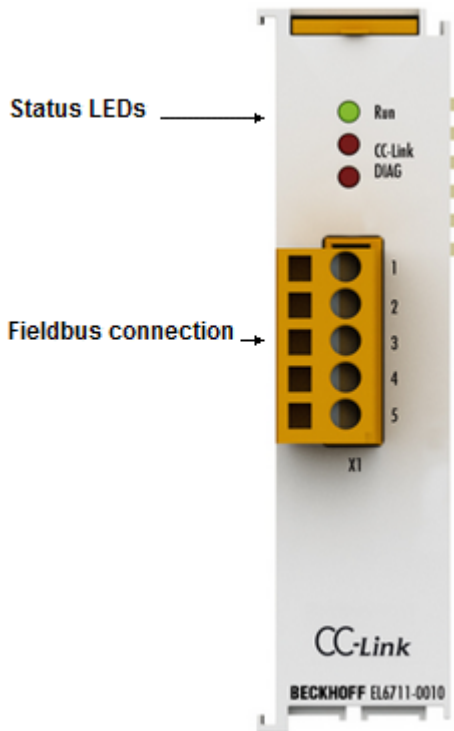 Status LEDs
Run
CC-Link
DIAG
1
2
Fieldbus connection
3
4
5
X1
CC-Link
BECKHOFF EL6711-0010